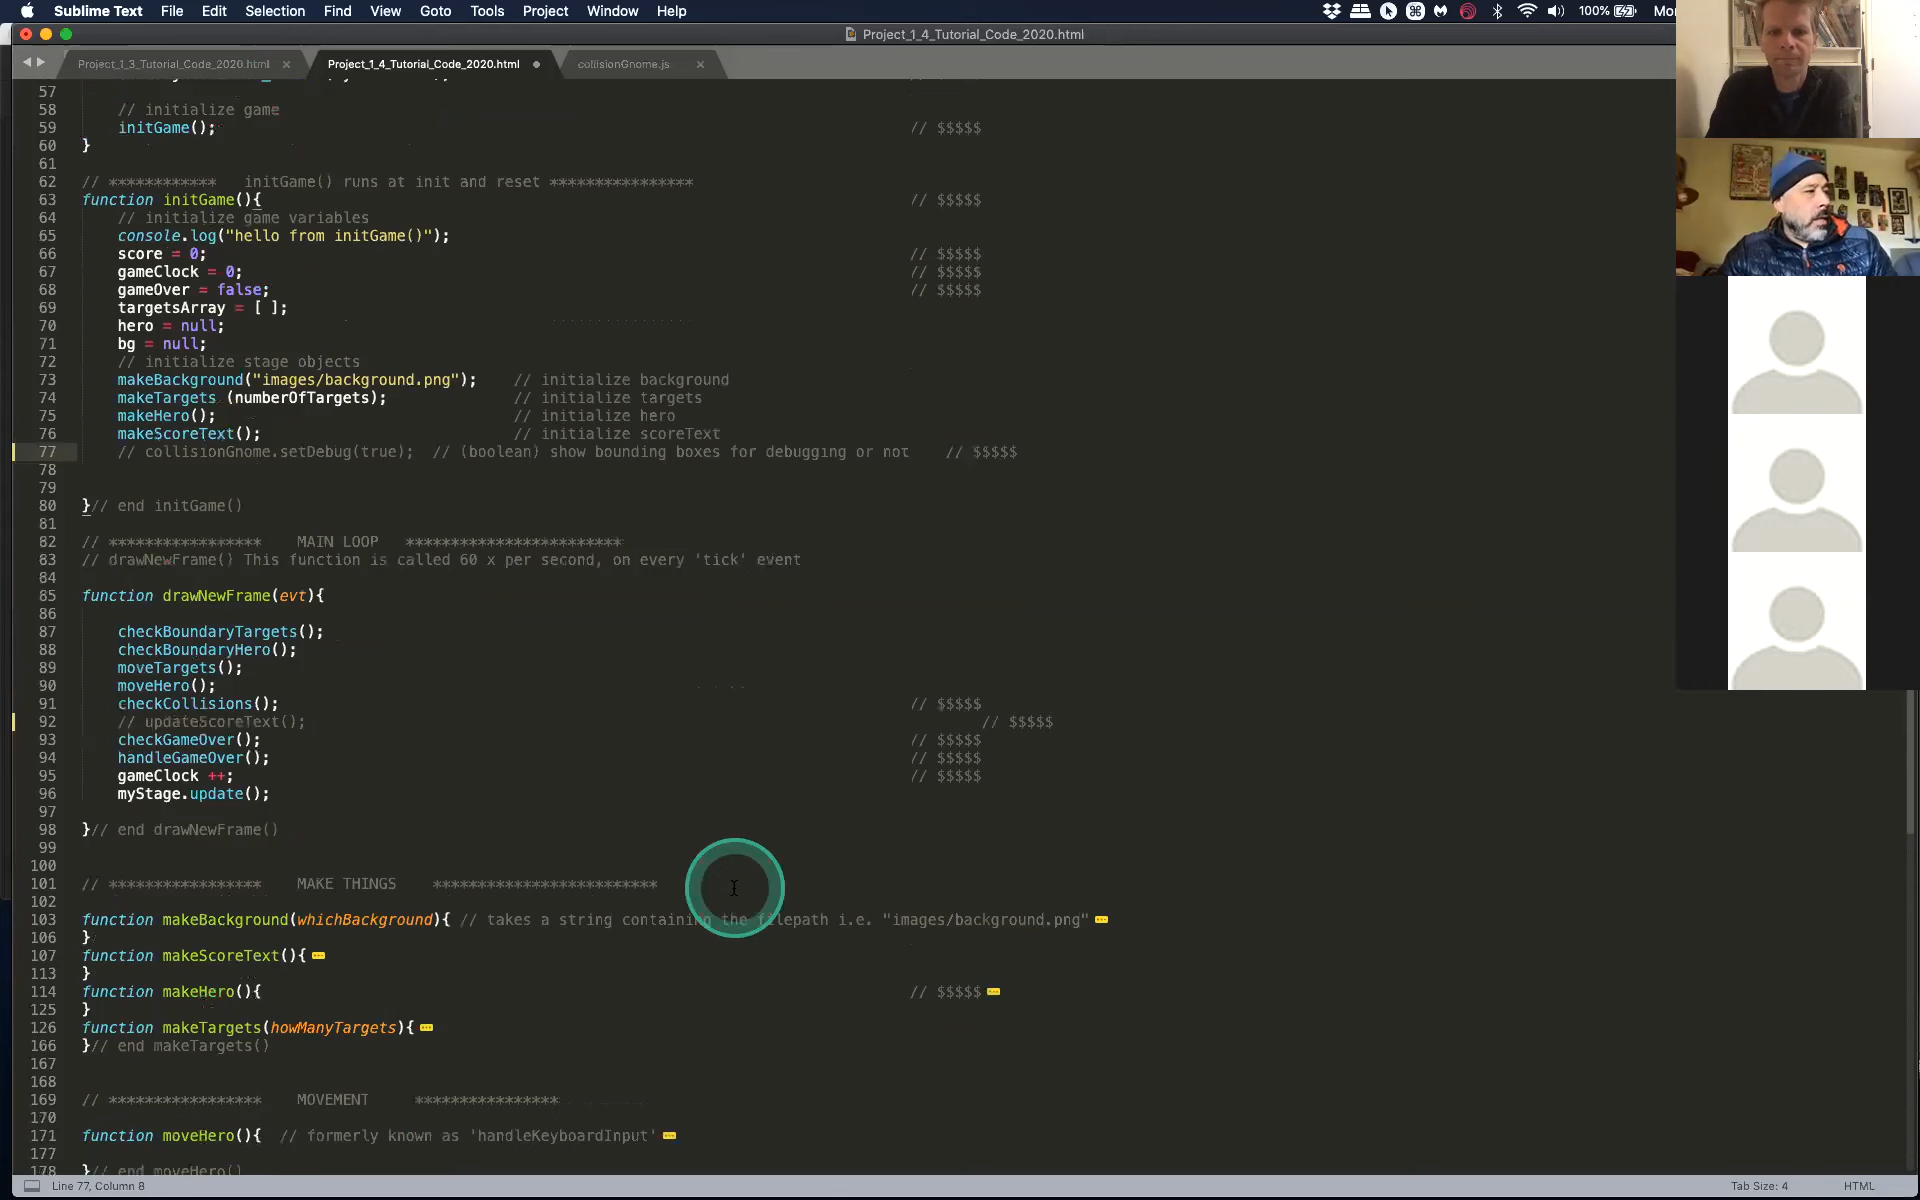 Sublime Text File Edit Selection Find View Goto Tools Project Window Help 100% Mo
Project_1_4_Tutorial_Code_2020.html
Project_1_3_Tutorial_Code_2020.html × Project_1_4_Tutorial_Code_2020.html collisionGnome.js ×
57
58 // initialize game
59 initGame(); // $$$$$
60 }
61
62 // ************ initGame() runs at init and reset ****************
63 function initGame(){ // $$$$$
64 // initialize game variables
65 console.log("hello from initGame()");
66 score = 0; // $$$$$
67 gameClock = 0; // $$$$$
68 gameOver = false; // $$$$$
69 targetsArray = [ ];
70 hero = null;
71 bg = null;
72 // initialize stage objects
73 makeBackground("images/background.png"); // initialize background
74 makeTargets (numberOfTargets); // initialize targets
75 makeHero(); // initialize hero
76 makeScoreText(); // initialize scoreText
77 // collisionGnome.setDebug(true); // (boolean) show bounding boxes for debugging or not // $$$$$
78
79
80 }// end initGame()
81
82 // ***************** MAIN LOOP ************************
83 // drawNewFrame() This function is called 60 x per second, on every 'tick' event
84
85 function drawNewFrame(evt){
86
87 checkBoundaryTargets();
88 checkBoundaryHero();
89 moveTargets();
90 moveHero();
91 checkCollisions(); // $$$$$
92 // updateScoreText(); // $$$$$
93 checkGameOver(); // $$$$$
94 handleGameOver(); // $$$$$
95 gameClock ++; // $$$$$
96 myStage.update();
97
98 }// end drawNewFrame()
99
100
101 // ***************** MAKE THINGS *************************
102
103 function makeBackground(whichBackground){ // takes a string containing the filepath i.e. "images/background.png"
106 }
107 function makeScoreText(){
113 }
114 function makeHero(){ // $$$$$
125 }
126 function makeTargets(howManyTargets){
166 }// end makeTargets()
167
168
169 // ***************** MOVEMENT ****************
170
171 function moveHero(){ // formerly known as 'handleKeyboardInput'
177
178 }// end moveHero()
Line 77, Column 8 Tab Size: 4 HTML